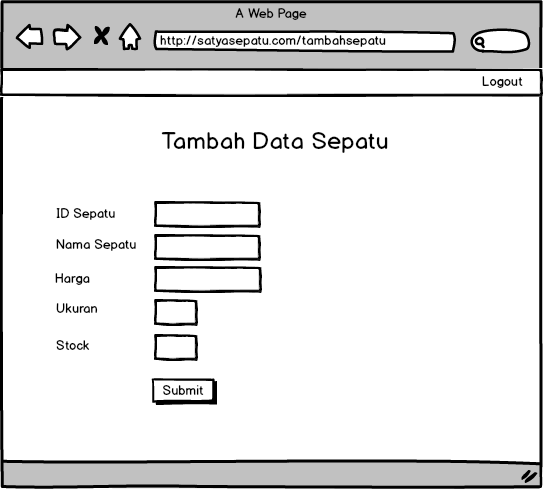 A Web Page
http://satyasepatu.com/tambahsepatu
Logout
Tambah Data Sepatu
ID Sepatu
Nama Sepatu
Harga
Ukuran
Stock
Submit